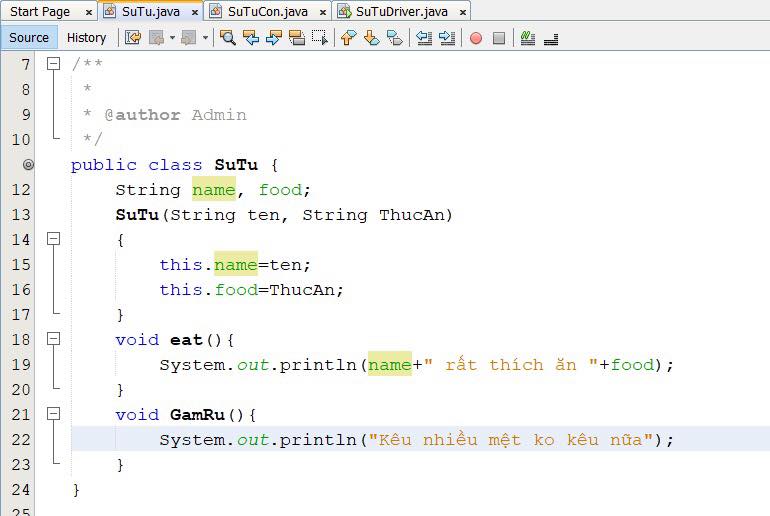 Start Page × SuTu.java × SuTuCon.java × SuTuDriver.java ×
Source History
7 /**
8 *
9 * @author Admin
10 */
public class SuTu {
12 String name, food;
13 SuTu(String ten, String ThucAn)
14 {
15 this.name=ten;
16 this.food=ThucAn;
17 }
18 void eat(){
19 System.out.println(name+" rất thích ăn "+food);
20 }
21 void GamRu(){
22 System.out.println("Kêu nhiều mệt ko kêu nữa");
23 }
24 }
25